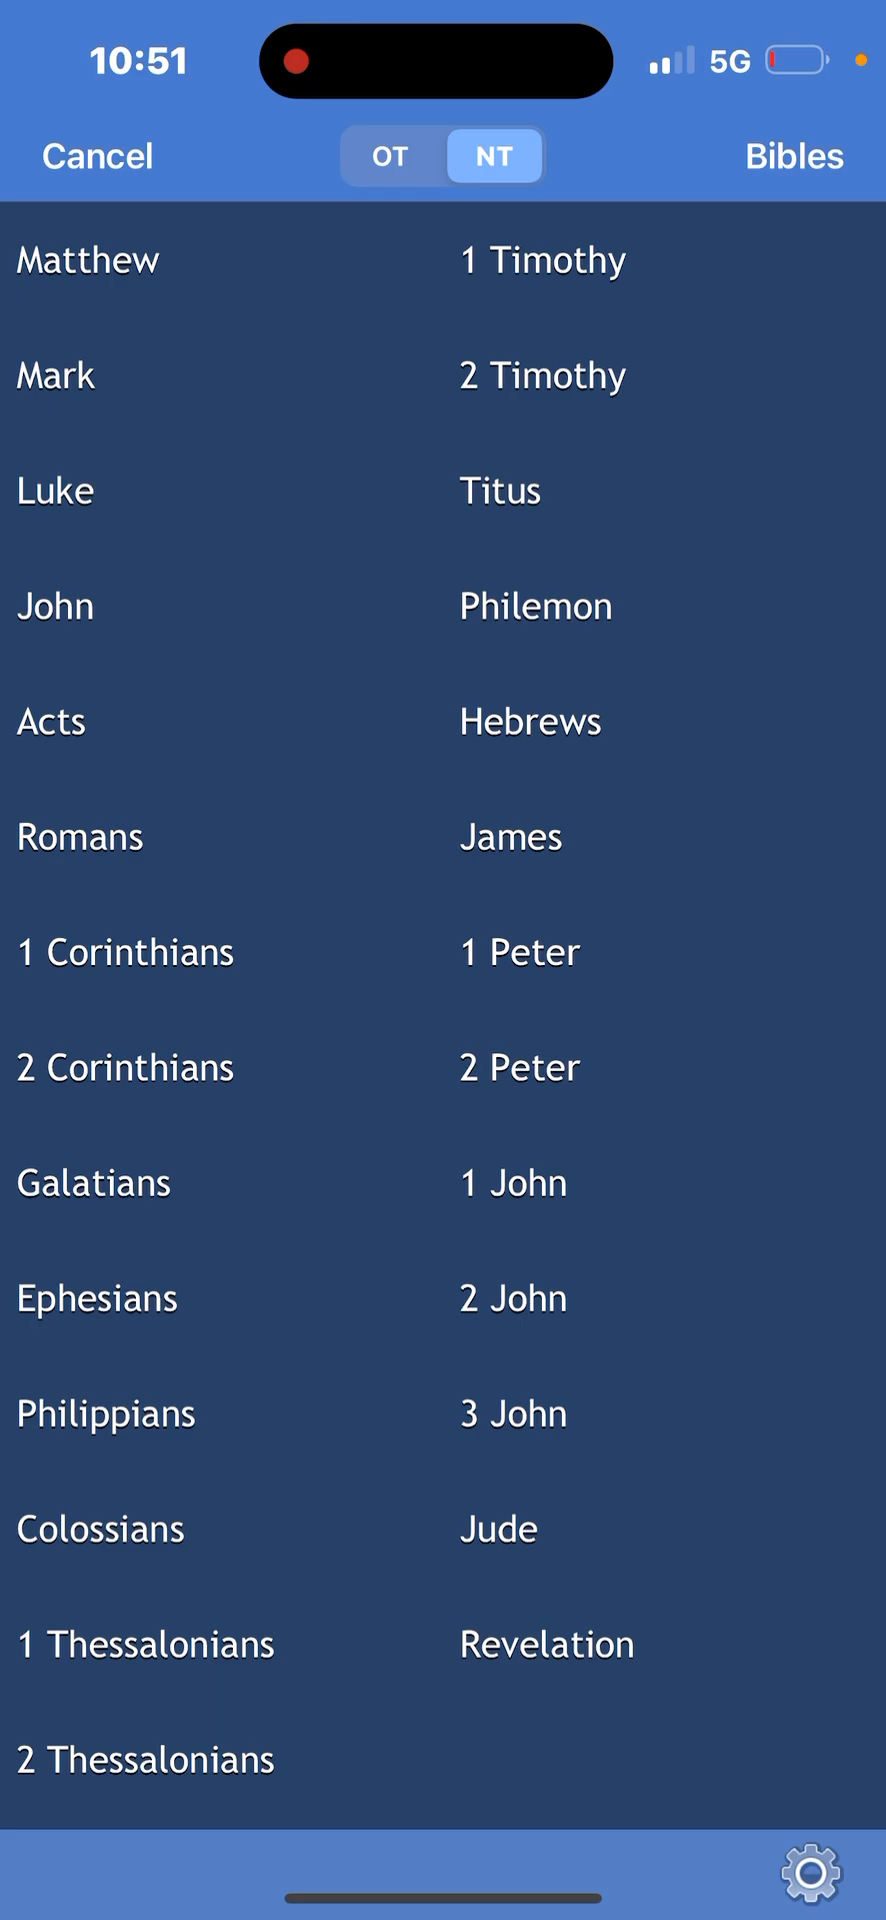 10:51
5G
Cancel
OT
NT
Bibles
Matthew
Mark
Luke
John
Acts
Romans
1 Corinthians
2 Corinthians
Galatians
Ephesians
Philippians
Colossians
1 Thessalonians
2 Thessalonians
1 Timothy
2 Timothy
Titus
Philemon
Hebrews
James
1 Peter
2 Peter
1 John
2 John
3 John
Jude
Revelation